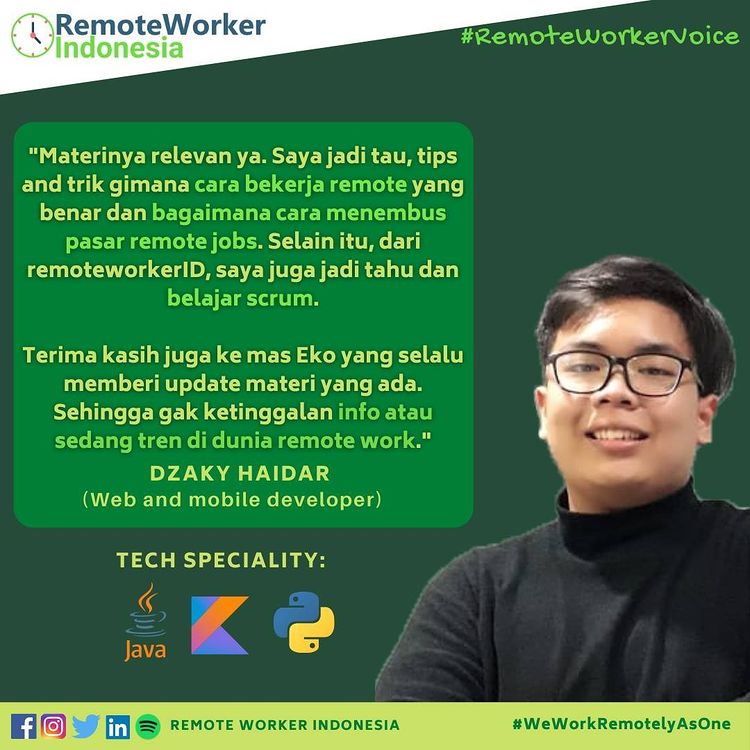 RemoteWorker
Indonesia
#RemoteWorkerVoice
"Materinya relevan ya. Saya jadi tau, tips
and trik gimana cara bekerja remote yang
benar dan bagaimana cara menembus
pasar remote jobs. Selain itu, dari
remoteworkerID, saya juga jadi tahu dan
belajar scrum.
Terima kasih juga ke mas Eko yang selalu
memberi update materi yang ada.
Sehingga gak ketinggalan info atau
sedang tren di dunia remote work."
DZAKY HAIDAR
(Web and mobile developer)
TECH SPECIALITY:
Java
REMOTE WORKER INDONESIA
#WeWorkRemotelyAsOne